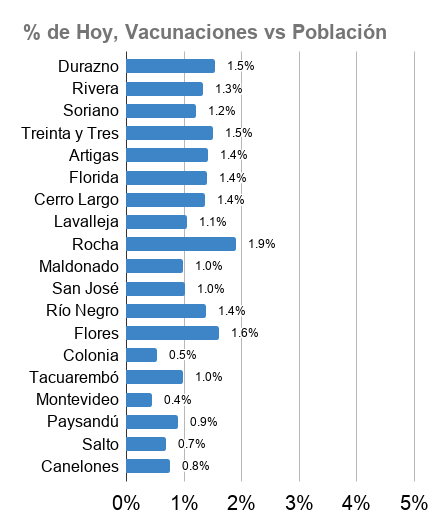 % de Hoy, Vacunaciones vs Población
Durazno 1.5%
Rivera 1.3%
Soriano 1.2%
Treinta y Tres 1.5%
Artigas 1.4%
Florida 1.4%
Cerro Largo 1.4%
Lavalleja 1.1%
Rocha 1.9%
Maldonado 1.0%
San José 1.0%
Río Negro 1.4%
Flores 1.6%
Colonia 0.5%
Tacuarembó 1.0%
Montevideo 0.4%
Paysandú 0.9%
Salto 0.7%
Canelones 0.8%
0% 1% 2% 3% 4% 5%